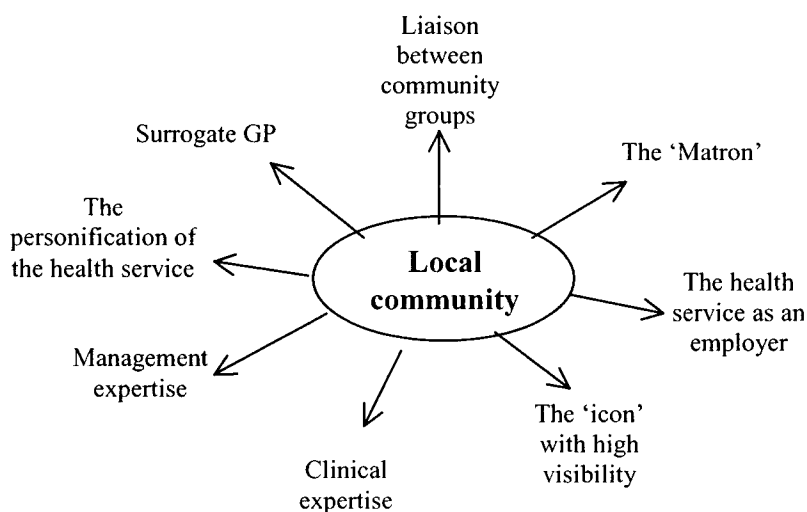 Liaison
between
community
groups
Surrogate GP
The ‘Matron’
The
personification of
the health service
Local
community
The health
service as an
employer
Management
expertise
The ‘icon’
with high
visibility
Clinical
expertise